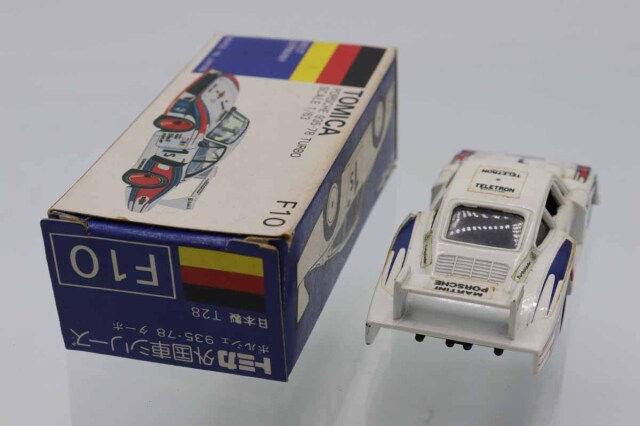 TOMICA
PORSCHE 935-78 TURBO
SCALE 1/63
F10
トミカ外国車シリーズ
ポルシェ 935-78 ターボ
日本製 T28
F10
TELETRON
TELETRON
MARTINI
PORSCHE